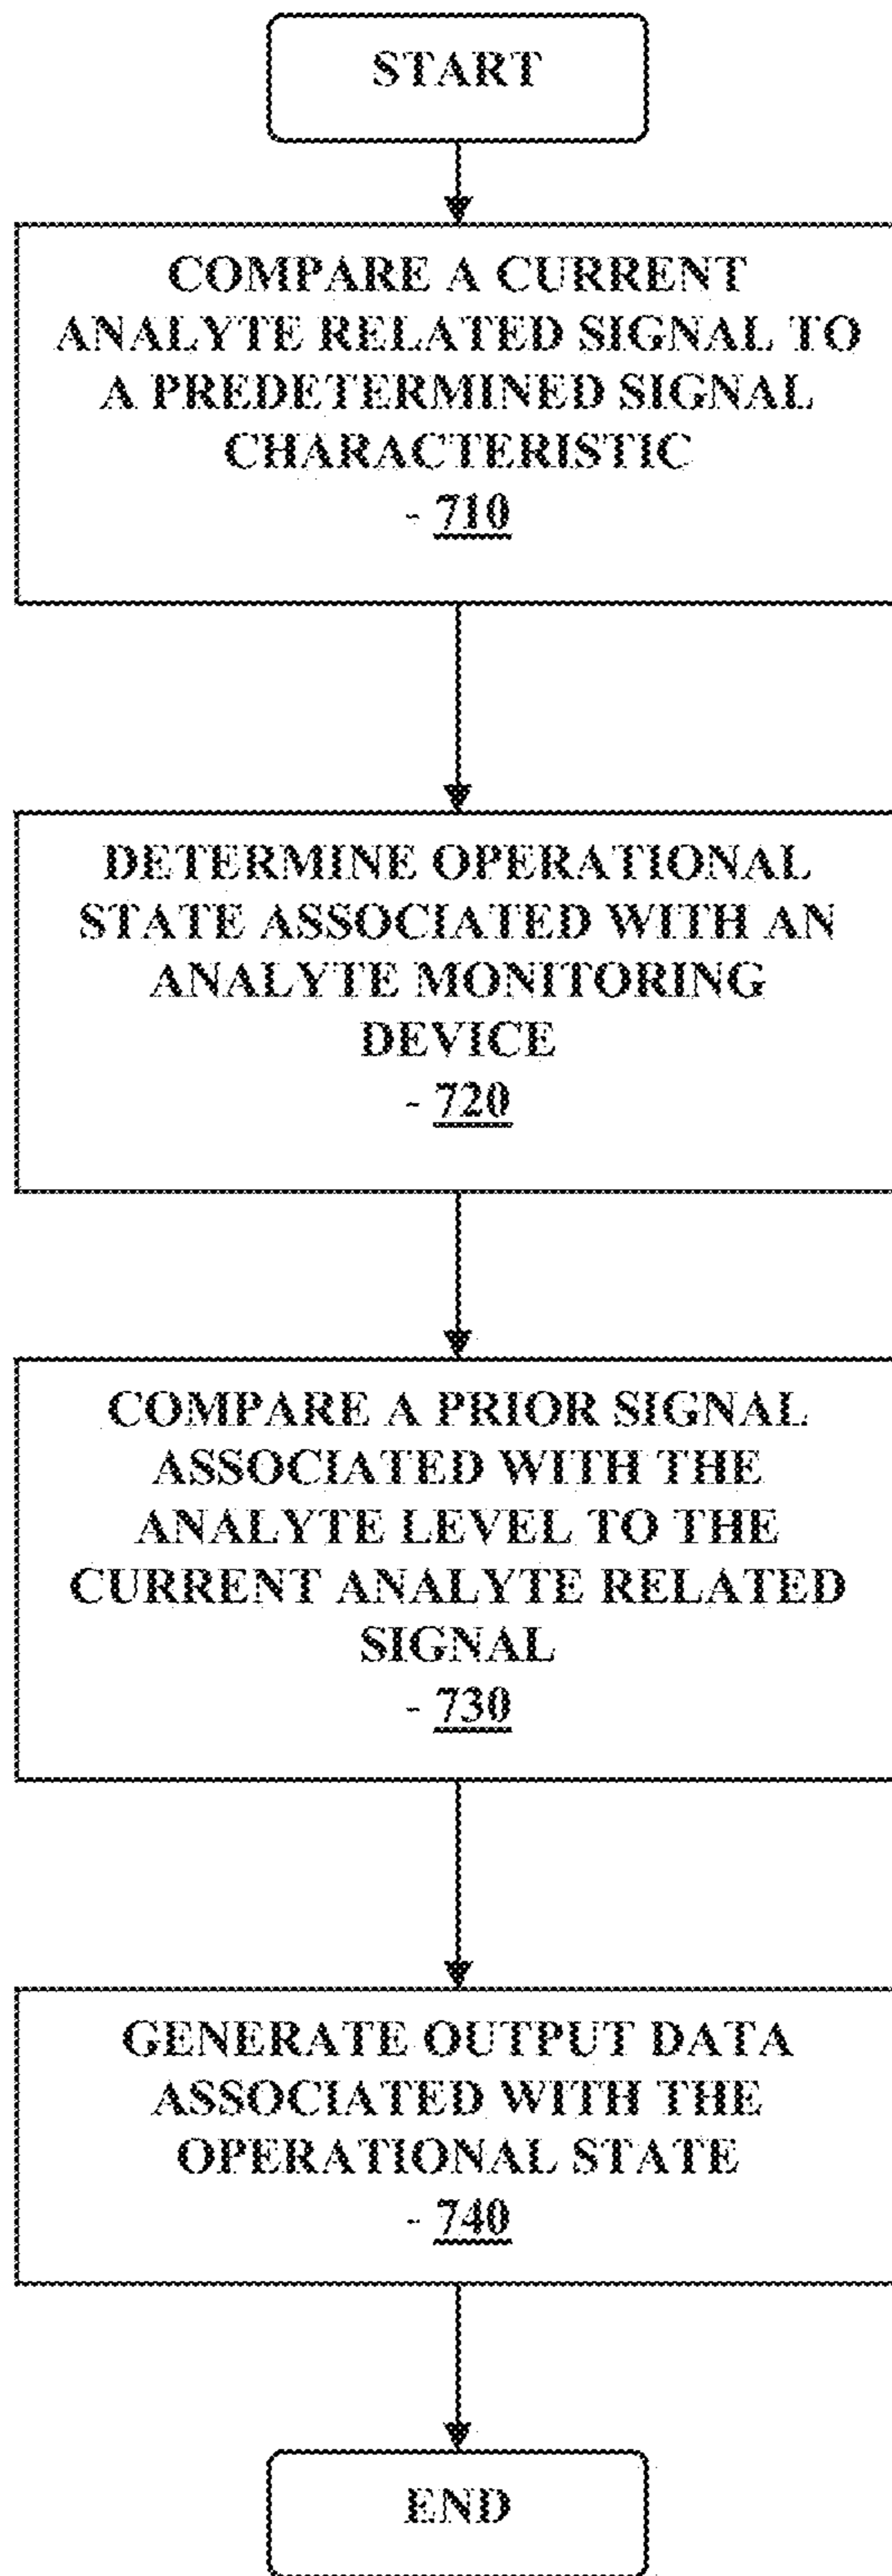 START
COMPARE A CURRENT
ANALYTE RELATED SIGNAL TO
A PREDETERMINED SIGNAL
CHARACTERISTIC
- 710
DETERMINE OPERATIONAL
STATE ASSOCIATED WITH AN
ANALYTE MONITORING
DEVICE
- 720
COMPARE A PRIOR SIGNAL
ASSOCIATED WITH THE
ANALYTE LEVEL TO THE
CURRENT ANALYTE RELATED
SIGNAL
- 730
GENERATE OUTPUT DATA
ASSOCIATED WITH THE
OPERATIONAL STATE
- 740
END